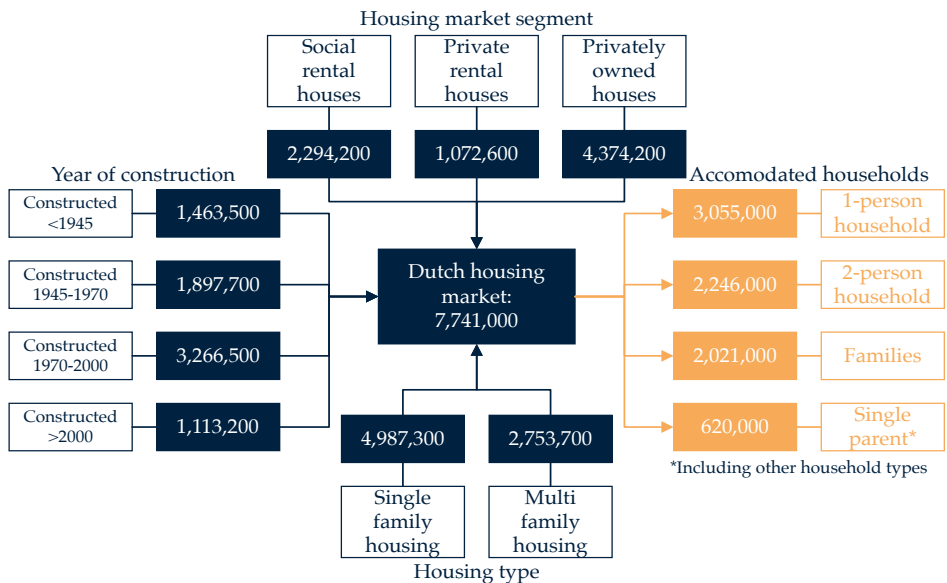 Housing market segment
Social
rental
houses
Private
rental
houses
Privately
owned
houses
2,294,200
1,072,600
4,374,200
Year of construction
Constructed
<1945
1,463,500
Constructed
1945-1970
1,897,700
Constructed
1970-2000
3,266,500
Constructed
>2000
1,113,200
Dutch housing
market:
7,741,000
Accomodated households
3,055,000
1-person
household
2,246,000
2-person
household
2,021,000
Families
620,000
Single
parent*
*Including other household types
4,987,300
2,753,700
Single
family
housing
Multi
family
housing
Housing type